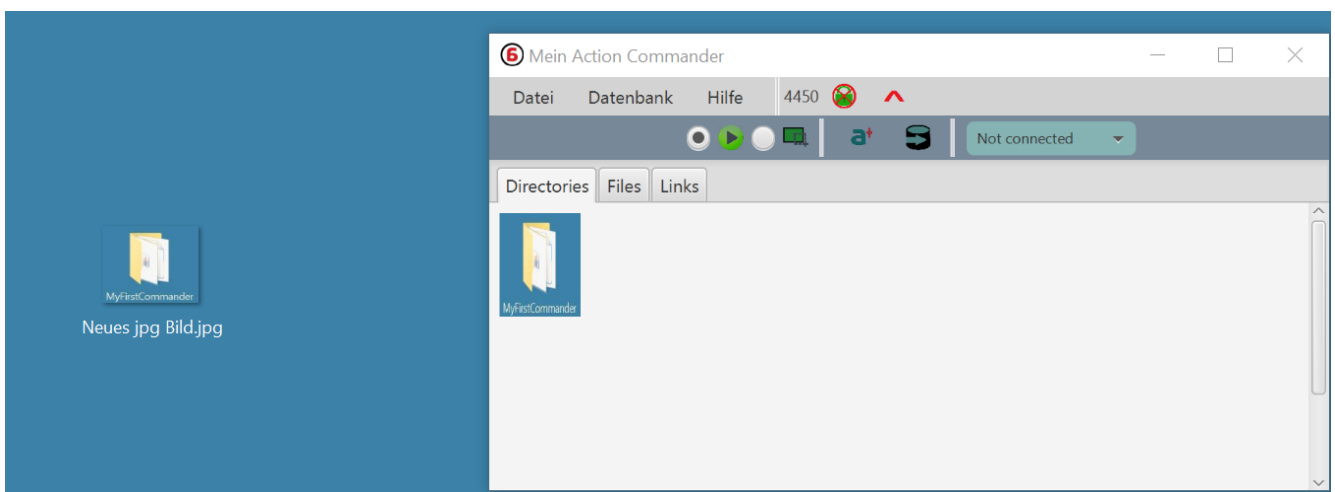 Mein Action Commander
Datei Datenbank Hilfe 4450
a Not connected
Directories Files Links
MyFirstCommander
Neues jpg Bild.jpg
MyFirstCommander